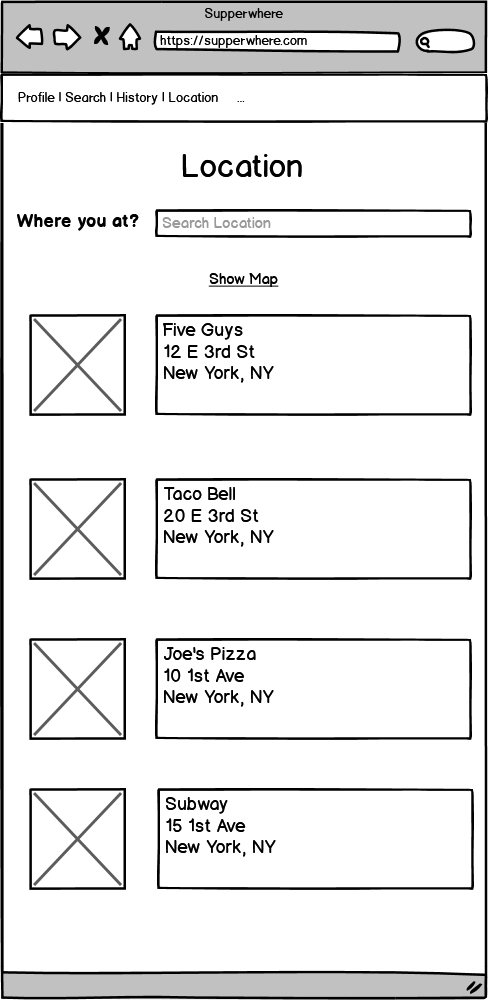 Supperwhere
https://supperwhere.com
Profile | Search | History | Location ...
Location
Where you at? Search Location
Show Map
Five Guys
12 E 3rd St
New York, NY
Taco Bell
20 E 3rd St
New York, NY
Joe's Pizza
10 1st Ave
New York, NY
Subway
15 1st Ave
New York, NY